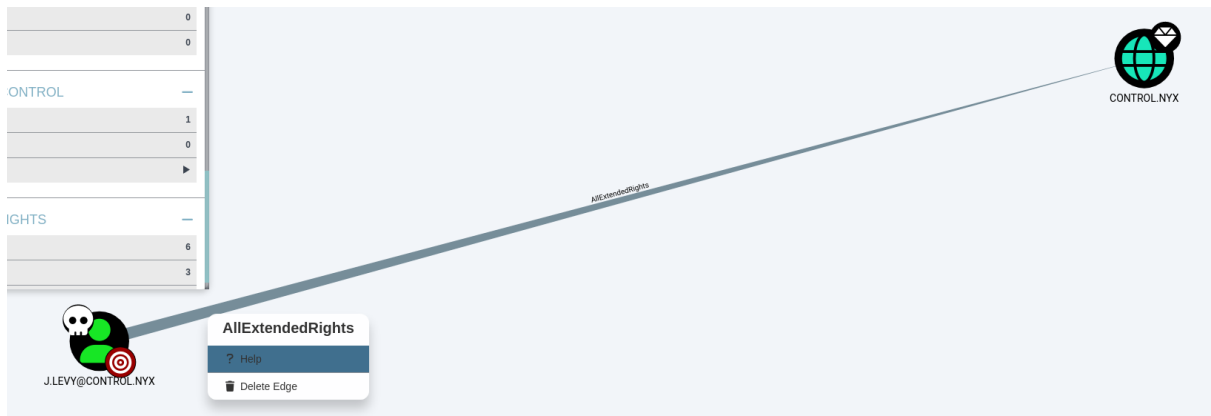 0
0
ONTROL
1
0
IGHTS
6
3
CONTROL.NYX
AllExtendedRights
J.LEVY@CONTROL.NYX
AllExtendedRights
? Help
Delete Edge